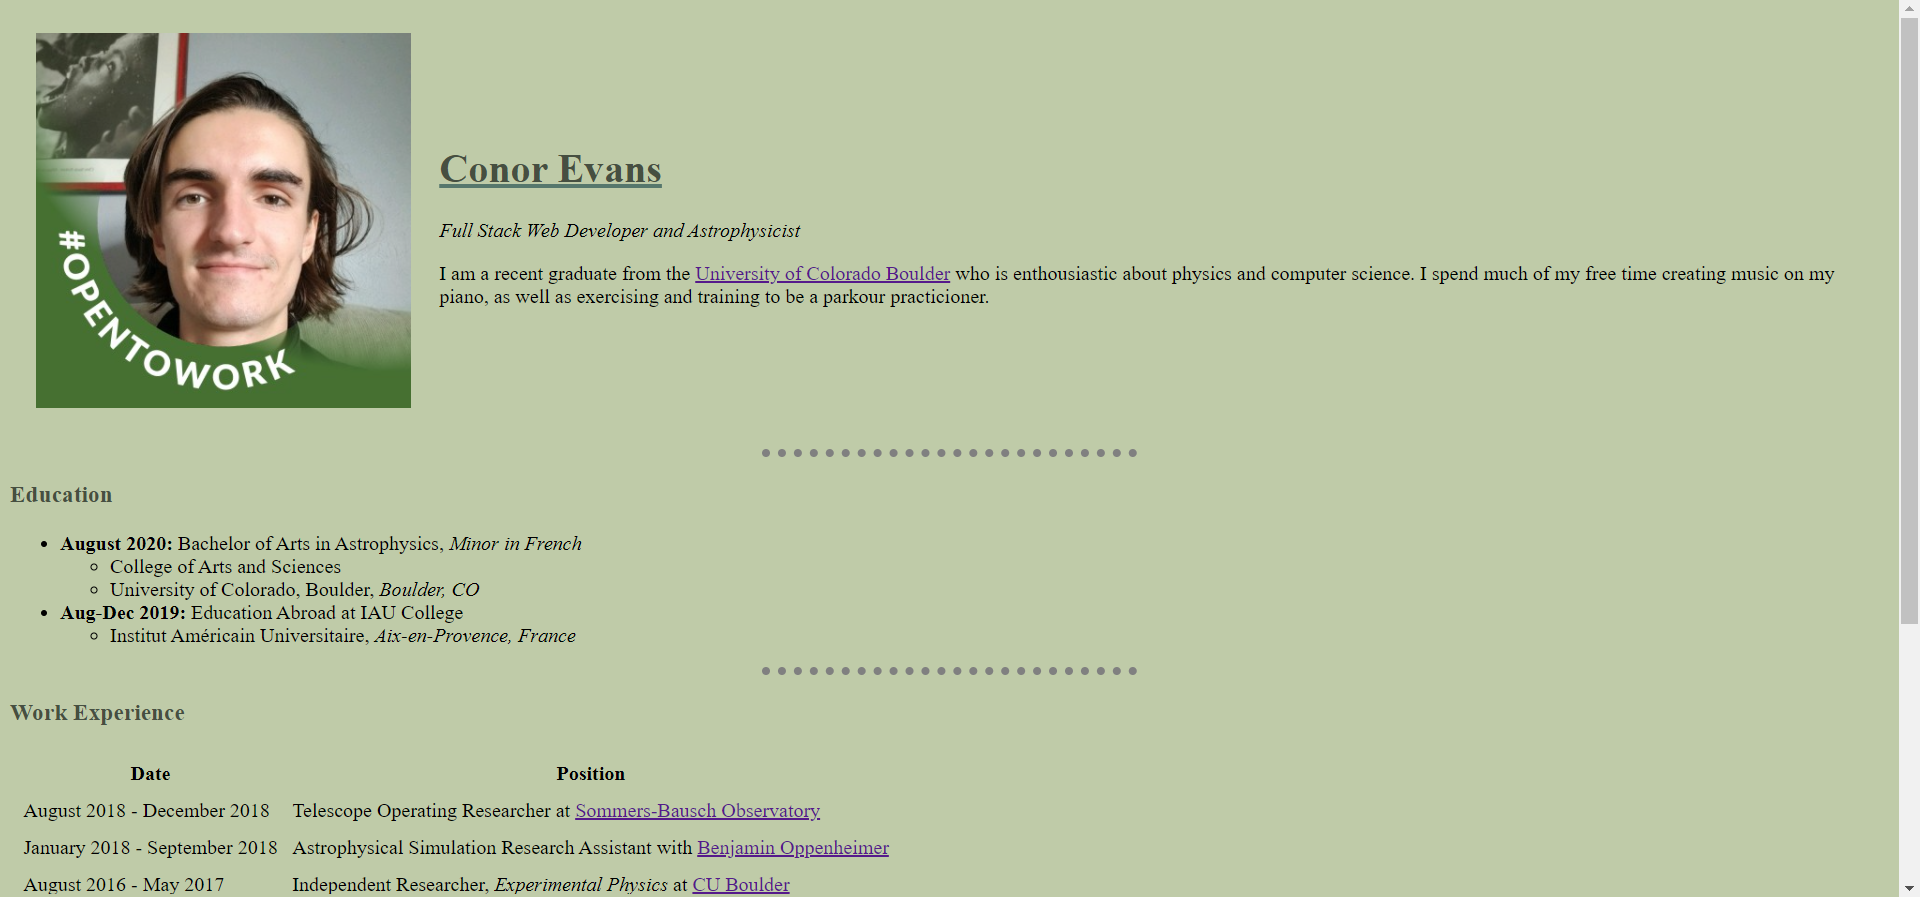 #OPENTOWORK
Conor Evans
Full Stack Web Developer and Astrophysicist
I am a recent graduate from the University of Colorado Boulder who is enthousiastic about physics and computer science. I spend much of my free time creating music on my
piano, as well as exercising and training to be a parkour practicioner.
Education
August 2020: Bachelor of Arts in Astrophysics, Minor in French
College of Arts and Sciences
University of Colorado, Boulder, Boulder, CO
Aug-Dec 2019: Education Abroad at IAU College
Institut Américain Universitaire, Aix-en-Provence, France
Work Experience
Date Position
August 2018 - December 2018 Telescope Operating Researcher at Sommers-Bausch Observatory
January 2018 - September 2018 Astrophysical Simulation Research Assistant with Benjamin Oppenheimer
August 2016 - May 2017 Independent Researcher, Experimental Physics at CU Boulder